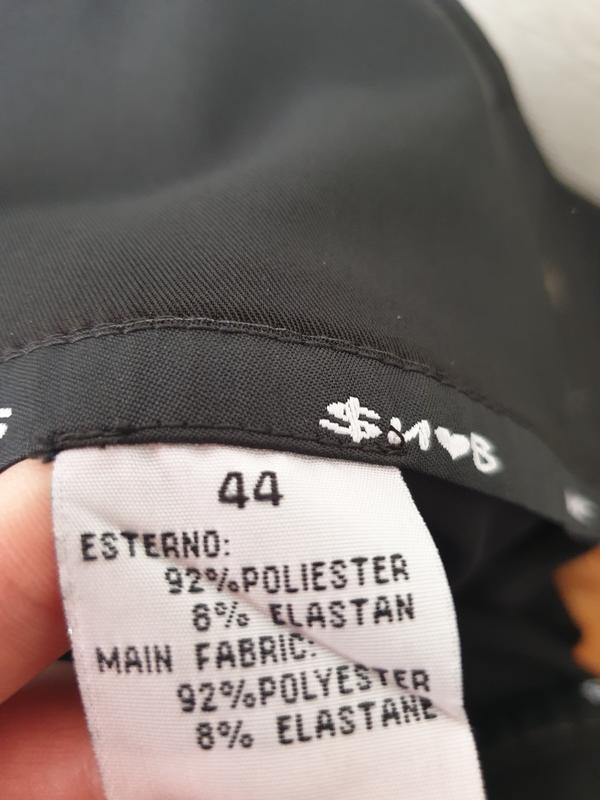 44
ESTERNO:
92%POLIESTER
8% ELASTAN
MAIN FABRIC:
92%POLYESTER
8% ELASTANE